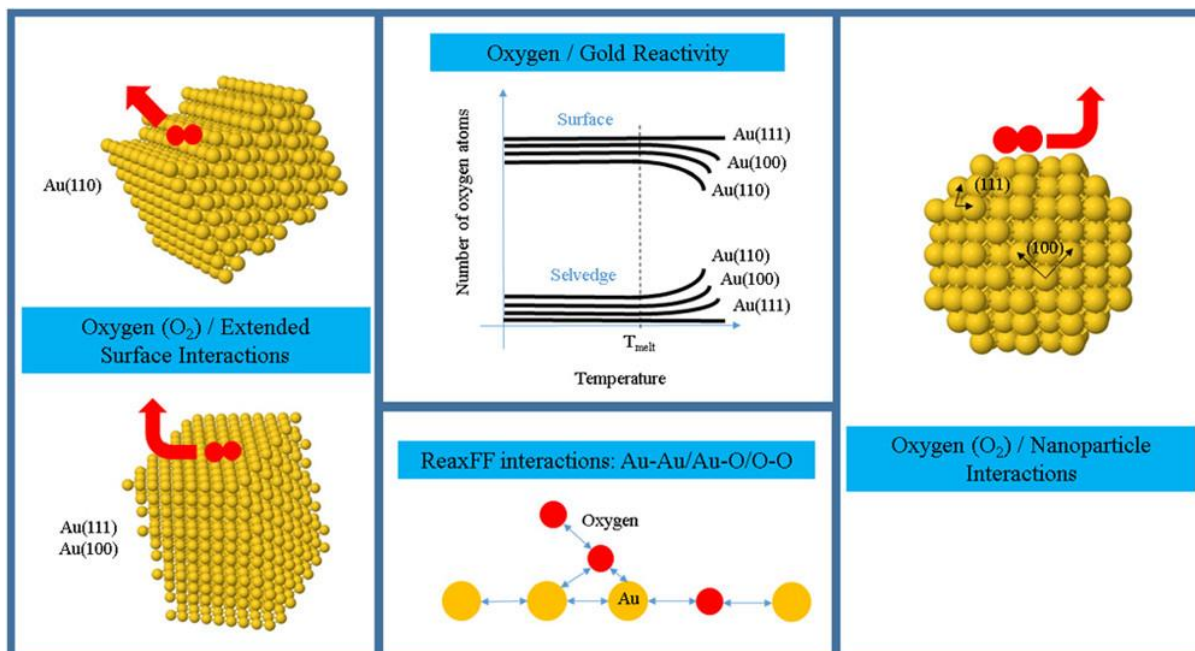 Au(110)
Oxygen (O₂) / Extended
Surface Interactions
Au(111)
Au(100)
Oxygen / Gold Reactivity
Number of oxygen atoms
Surface
Au(111)
Au(100)
Au(110)
Selvedge
Au(110)
Au(100)
Au(111)
Tmelt
Temperature
ReaxFF interactions: Au-Au/Au-O/O-O
Oxygen
Au
(111)
(100)
Oxygen (O₂) / Nanoparticle
Interactions